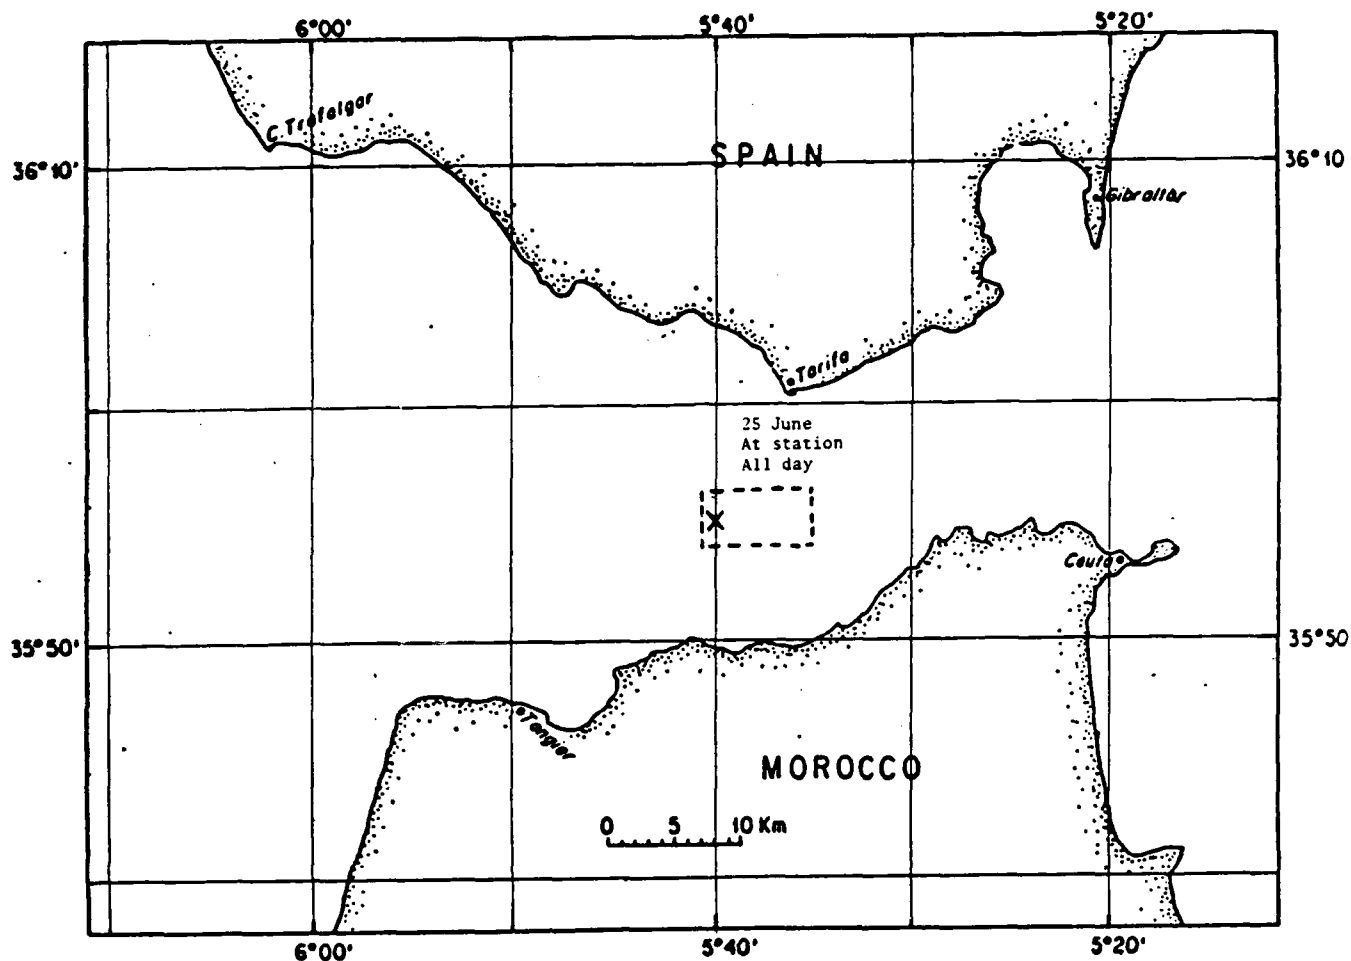 6°00' 5°40' 5°20'
C. Trafalgar
SPAIN
36°10' 36°10
Gibraltar
Tarifa
25 June
At station
All day
X
Ceuta
35°50' 35°50
Tangier
MOROCCO
0 5 10 Km
6°00' 5°40' 5°20'